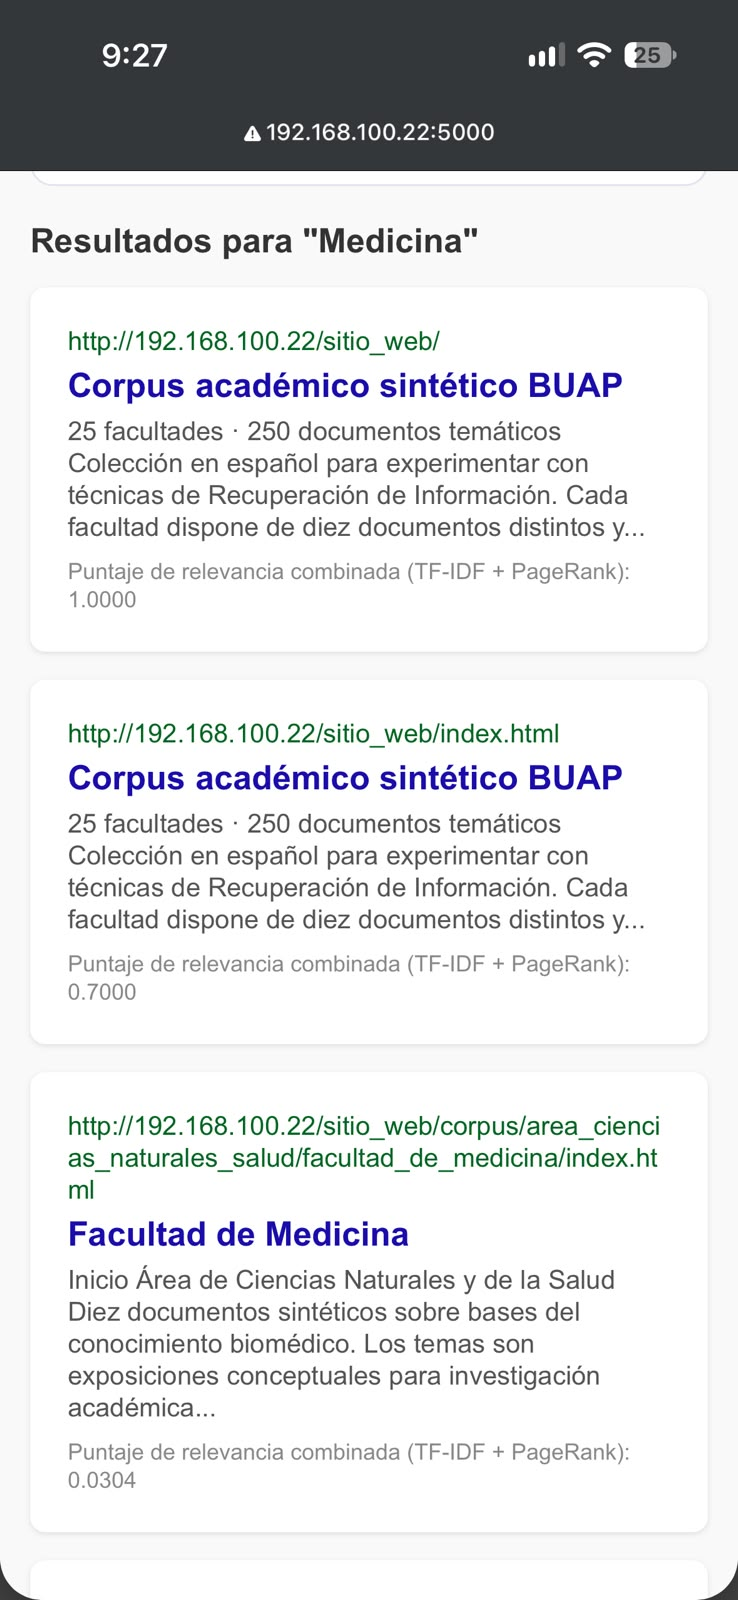 9:27
25
192.168.100.22:5000
Resultados para "Medicina"
http://192.168.100.22/sitio_web/
Corpus académico sintético BUAP
25 facultades · 250 documentos temáticos
Colección en español para experimentar con
técnicas de Recuperación de Información. Cada
facultad dispone de diez documentos distintos y...
Puntaje de relevancia combinada (TF-IDF + PageRank):
1.0000
http://192.168.100.22/sitio_web/index.html
Corpus académico sintético BUAP
25 facultades · 250 documentos temáticos
Colección en español para experimentar con
técnicas de Recuperación de Información. Cada
facultad dispone de diez documentos distintos y...
Puntaje de relevancia combinada (TF-IDF + PageRank):
0.7000
http://192.168.100.22/sitio_web/corpus/area_cienci
as_naturales_salud/facultad_de_medicina/index.ht
ml
Facultad de Medicina
Inicio Área de Ciencias Naturales y de la Salud
Diez documentos sintéticos sobre bases del
conocimiento biomédico. Los temas son
exposiciones conceptuales para investigación
académica...
Puntaje de relevancia combinada (TF-IDF + PageRank):
0.0304